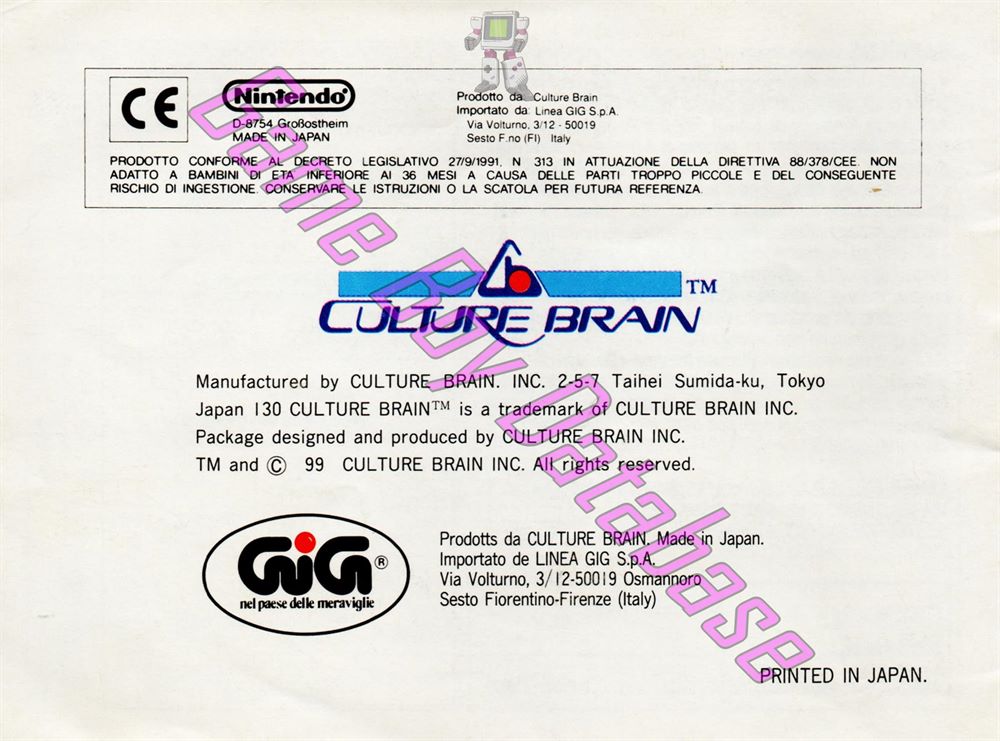 CE
Nintendo®
D-8754 Großostheim
MADE IN JAPAN
Prodotto da: Culture Brain
Importato da: Linea GIG S.p.A.
Via Volturno, 3/12 - 50019
Sesto F.no (FI) Italy
PRODOTTO CONFORME AL DECRETO LEGISLATIVO 27/9/1991, N 313 IN ATTUAZIONE DELLA DIRETTIVA 88/378/CEE. NON
ADATTO A BAMBINI DI ETA INFERIORE AI 36 MESI A CAUSA DELLE PARTI TROPPO PICCOLE E DEL CONSEGUENTE
RISCHIO DI INGESTIONE. CONSERVARE LE ISTRUZIONI O LA SCATOLA PER FUTURA REFERENZA.
CULTURE BRAIN TM
Manufactured by CULTURE BRAIN. INC. 2-5-7 Taihei Sumida-ku, Tokyo
Japan 130 CULTURE BRAIN™ is a trademark of CULTURE BRAIN INC.
Package designed and produced by CULTURE BRAIN INC.
TM and © 99 CULTURE BRAIN INC. All rights reserved.
GiG®
nel paese delle meraviglie
Prodotts da CULTURE BRAIN. Made in Japan.
Importato de LINEA GIG S.p.A.
Via Volturno, 3/12-50019 Osmannoro
Sesto Fiorentino-Firenze (Italy)
PRINTED IN JAPAN.
Game Boy Database